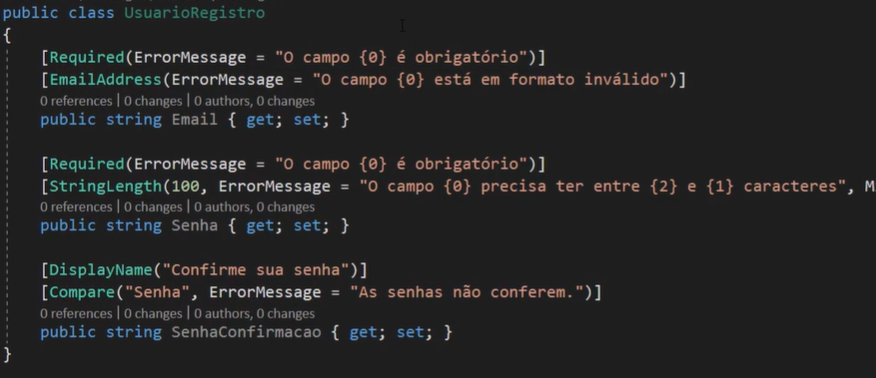 public class UsuarioRegistro
{
[Required(ErrorMessage = "O campo {0} é obrigatório")]
[EmailAddress(ErrorMessage = "O campo {0} está em formato inválido")]
0 references | 0 changes | 0 authors, 0 changes
public string Email { get; set; }
[Required(ErrorMessage = "O campo {0} é obrigatório")]
[StringLength(100, ErrorMessage = "O campo {0} precisa ter entre {2} e {1} caracteres", M
0 references | 0 changes | 0 authors, 0 changes
public string Senha { get; set; }
[DisplayName("Confirme sua senha")]
[Compare("Senha", ErrorMessage = "As senhas não conferem.")]
0 references | 0 changes | 0 authors, 0 changes
public string SenhaConfirmacao { get; set; }
}